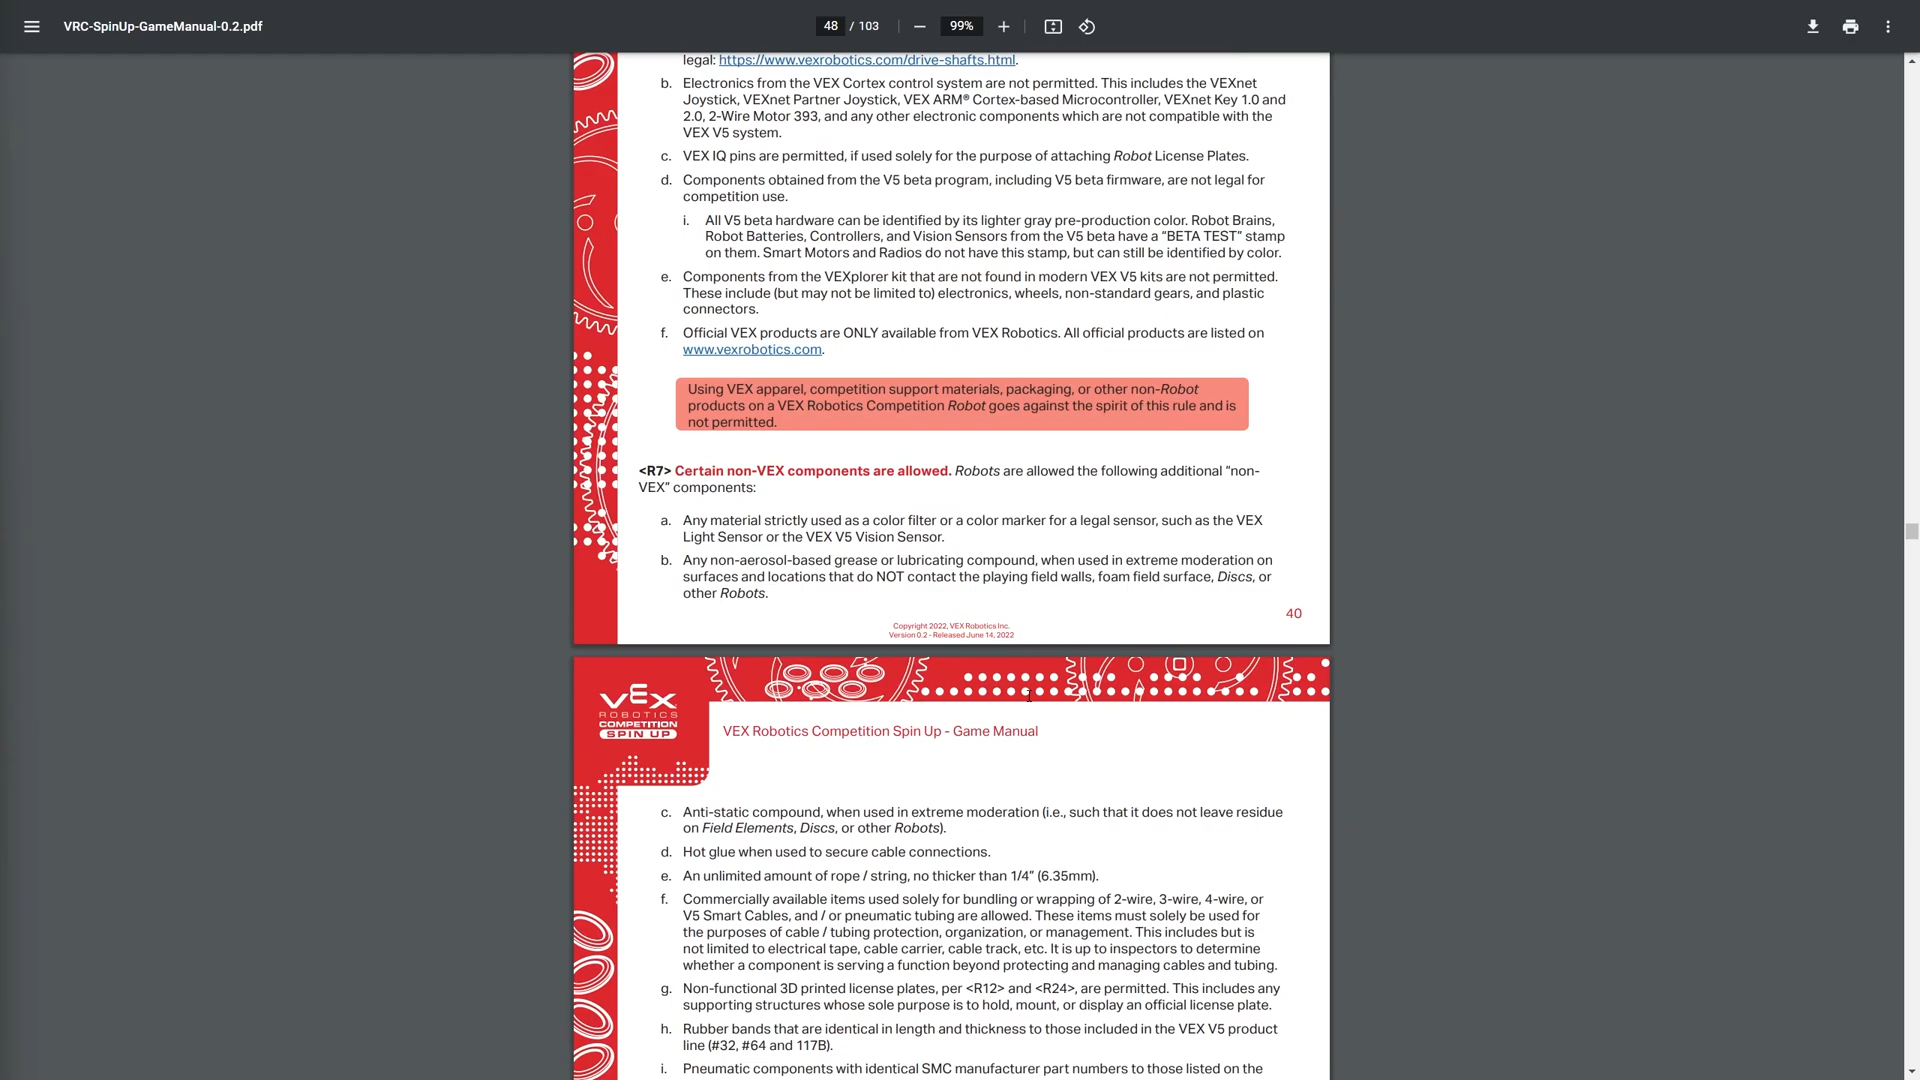 VRC-SpinUp-GameManual-0.2.pdf
48 / 103
99%
legal: https://www.vexrobotics.com/drive-shafts.html.
b. Electronics from the VEX Cortex control system are not permitted. This includes the VEXnet
Joystick, VEXnet Partner Joystick, VEX ARM® Cortex-based Microcontroller, VEXnet Key 1.0 and
2.0, 2-Wire Motor 393, and any other electronic components which are not compatible with the
VEX V5 system.
c. VEX IQ pins are permitted, if used solely for the purpose of attaching Robot License Plates.
d. Components obtained from the V5 beta program, including V5 beta firmware, are not legal for
competition use.
i. All V5 beta hardware can be identified by its lighter gray pre-production color. Robot Brains,
Robot Batteries, Controllers, and Vision Sensors from the V5 beta have a “BETA TEST” stamp
on them. Smart Motors and Radios do not have this stamp, but can still be identified by color.
e. Components from the VEXplorer kit that are not found in modern VEX V5 kits are not permitted.
These include (but may not be limited to) electronics, wheels, non-standard gears, and plastic
connectors.
f. Official VEX products are ONLY available from VEX Robotics. All official products are listed on
www.vexrobotics.com.
Using VEX apparel, competition support materials, packaging, or other non-Robot
products on a VEX Robotics Competition Robot goes against the spirit of this rule and is
not permitted.
<R7> Certain non-VEX components are allowed. Robots are allowed the following additional “non-
VEX” components:
a. Any material strictly used as a color filter or a color marker for a legal sensor, such as the VEX
Light Sensor or the VEX V5 Vision Sensor.
b. Any non-aerosol-based grease or lubricating compound, when used in extreme moderation on
surfaces and locations that do NOT contact the playing field walls, foam field surface, Discs, or
other Robots.
40
Copyright 2022, VEX Robotics Inc.
Version 0.2 - Released June 14, 2022
VEX
ROBOTICS
COMPETITION
SPIN UP
VEX Robotics Competition Spin Up - Game Manual
c. Anti-static compound, when used in extreme moderation (i.e., such that it does not leave residue
on Field Elements, Discs, or other Robots).
d. Hot glue when used to secure cable connections.
e. An unlimited amount of rope / string, no thicker than 1/4” (6.35mm).
f. Commercially available items used solely for bundling or wrapping of 2-wire, 3-wire, 4-wire, or
V5 Smart Cables, and / or pneumatic tubing are allowed. These items must solely be used for
the purposes of cable / tubing protection, organization, or management. This includes but is
not limited to electrical tape, cable carrier, cable track, etc. It is up to inspectors to determine
whether a component is serving a function beyond protecting and managing cables and tubing.
g. Non-functional 3D printed license plates, per <R12> and <R24>, are permitted. This includes any
supporting structures whose sole purpose is to hold, mount, or display an official license plate.
h. Rubber bands that are identical in length and thickness to those included in the VEX V5 product
line (#32, #64 and 117B).
i. Pneumatic components with identical SMC manufacturer part numbers to those listed on the